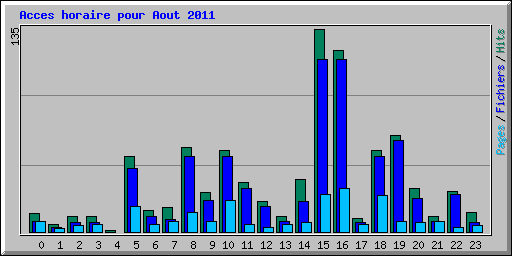 Acces horaire pour Aout 2011
135
Pages / Fichiers / Hits
0 1 2 3 4 5 6 7 8 9 10 11 12 13 14 15 16 17 18 19 20 21 22 23